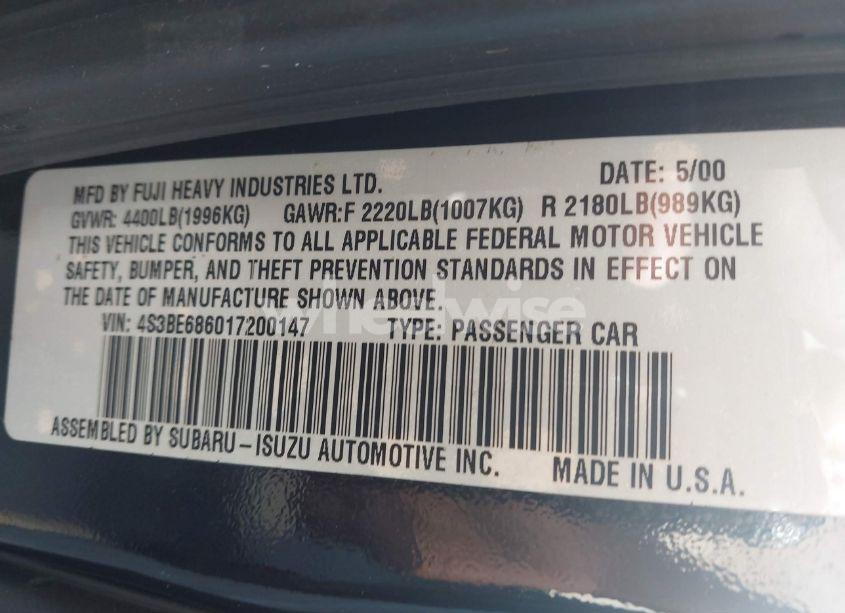 DATE: 5/00
MFD BY FUJI HEAVY INDUSTRIES LTD.
GVWR: 4400LB(1996KG) GAWR:F 2220LB(1007KG) R 2180LB(989KG)
THIS VEHICLE CONFORMS TO ALL APPLICABLE FEDERAL MOTOR VEHICLE
SAFETY, BUMPER, AND THEFT PREVENTION STANDARDS IN EFFECT ON
THE DATE OF MANUFACTURE SHOWN ABOVE.
VIN: 4S3BE686017200147 TYPE: PASSENGER CAR
ASSEMBLED BY SUBARU-ISUZU AUTOMOTIVE INC. MADE IN U.S.A.